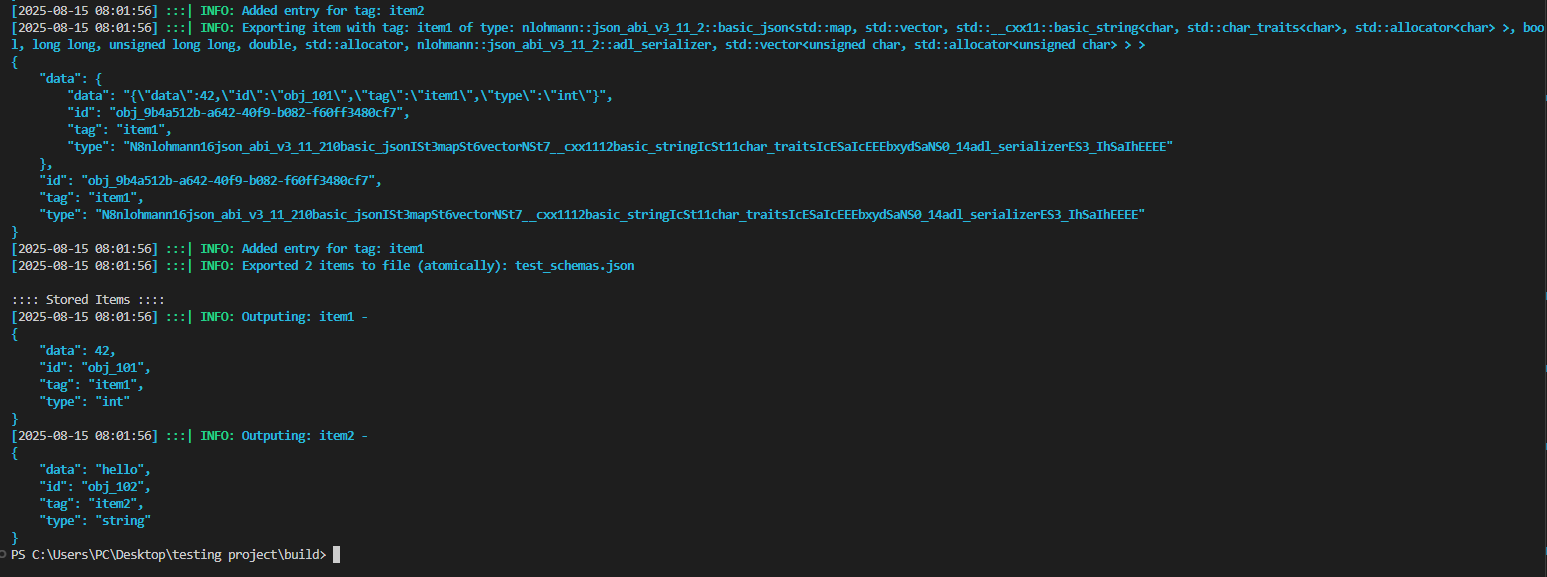 [2025-08-15 08:01:56] :::| INFO: Added entry for tag: item2
[2025-08-15 08:01:56] :::| INFO: Exporting item with tag: item1 of type: nlohmann::json_abi_v3_11_2::basic_json<std::map, std::vector, std::__cxx11::basic_string<char, std::char_traits<char>, std::allocator<char> >, boo
l, long long, unsigned long long, double, std::allocator, nlohmann::json_abi_v3_11_2::adl_serializer, std::vector<unsigned char, std::allocator<unsigned char> > >
{
    "data": {
        "data": "{\"data\":42,\"id\":\"obj_101\",\"tag\":\"item1\",\"type\":\"int\"}",
        "id": "obj_9b4a512b-a642-40f9-b082-f60ff3480cf7",
        "tag": "item1",
        "type": "N8nlohmann16json_abi_v3_11_210basic_jsonISt3mapSt6vectorNSt7__cxx1112basic_stringIcSt11char_traitsIcESaIcEEEbxydSaNS0_14adl_serializerES3_IhSaIhEEEE"
    },
    "id": "obj_9b4a512b-a642-40f9-b082-f60ff3480cf7",
    "tag": "item1",
    "type": "N8nlohmann16json_abi_v3_11_210basic_jsonISt3mapSt6vectorNSt7__cxx1112basic_stringIcSt11char_traitsIcESaIcEEEbxydSaNS0_14adl_serializerES3_IhSaIhEEEE"
}
[2025-08-15 08:01:56] :::| INFO: Added entry for tag: item1
[2025-08-15 08:01:56] :::| INFO: Exported 2 items to file (atomically): test_schemas.json
:::: Stored Items ::::
[2025-08-15 08:01:56] :::| INFO: Outputing: item1 -
{
    "data": 42,
    "id": "obj_101",
    "tag": "item1",
    "type": "int"
}
[2025-08-15 08:01:56] :::| INFO: Outputing: item2 -
{
    "data": "hello",
    "id": "obj_102",
    "tag": "item2",
    "type": "string"
}
PS C:\Users\PC\Desktop\testing project\build>